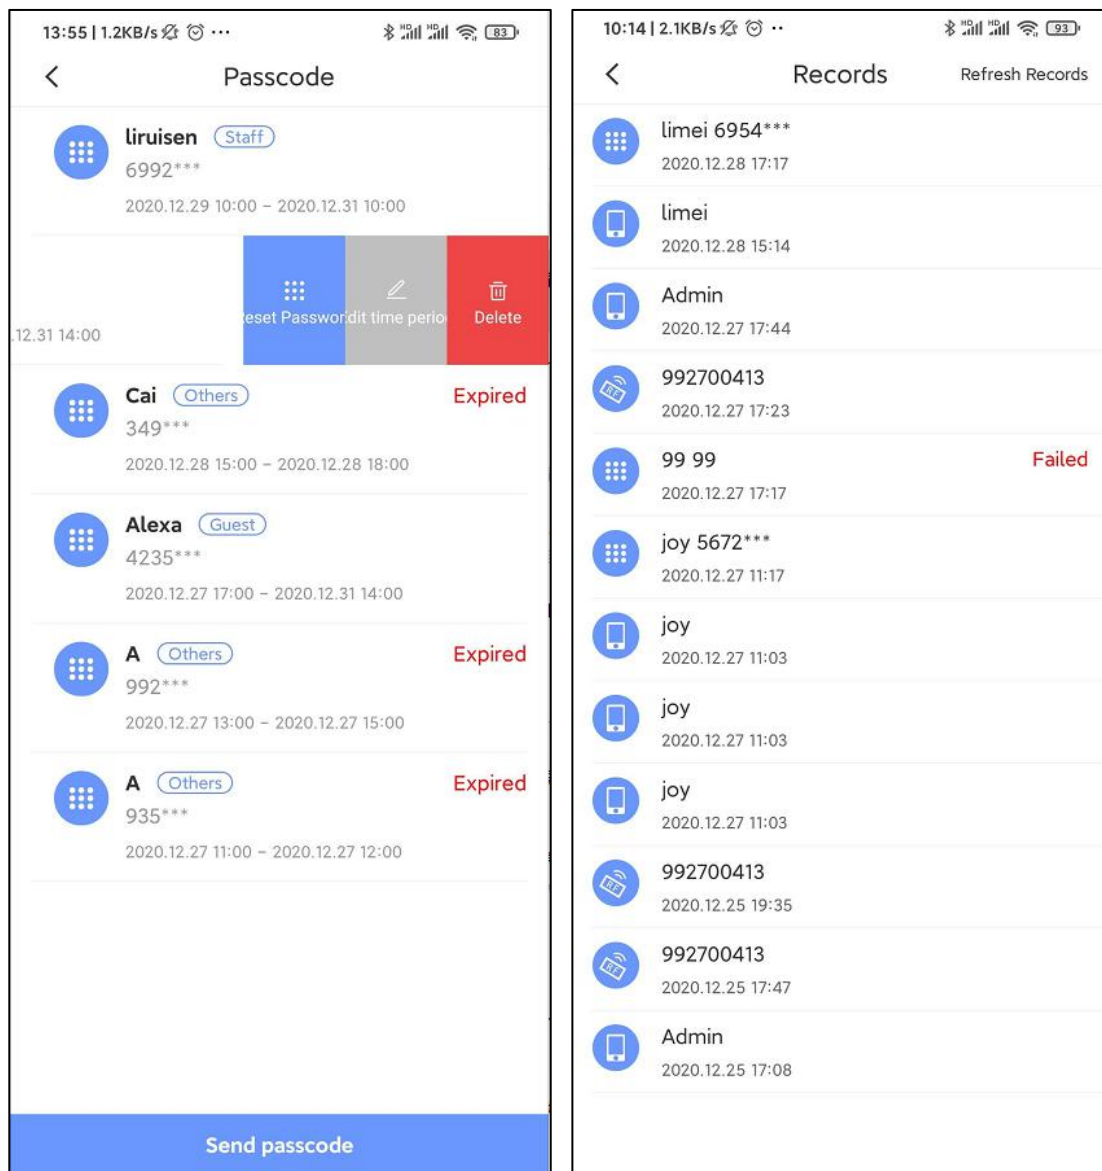 13:55 | 1.2KB/s ··· HD HD 83
Passcode
liruisen Staff
6992***
2020.12.29 10:00 – 2020.12.31 10:00
.12.31 14:00
eset Passwor
dit time perio
Delete
Cai Others Expired
349***
2020.12.28 15:00 – 2020.12.28 18:00
Alexa Guest
4235***
2020.12.27 17:00 – 2020.12.31 14:00
A Others Expired
992***
2020.12.27 13:00 – 2020.12.27 15:00
A Others Expired
935***
2020.12.27 11:00 – 2020.12.27 12:00
Send passcode
10:14 | 2.1KB/s ·· HD HD 93
Records Refresh Records
limei 6954***
2020.12.28 17:17
limei
2020.12.28 15:14
Admin
2020.12.27 17:44
RF
992700413
2020.12.27 17:23
99 99 Failed
2020.12.27 17:17
joy 5672***
2020.12.27 11:17
joy
2020.12.27 11:03
joy
2020.12.27 11:03
joy
2020.12.27 11:03
RF
992700413
2020.12.25 19:35
RF
992700413
2020.12.25 17:47
Admin
2020.12.25 17:08